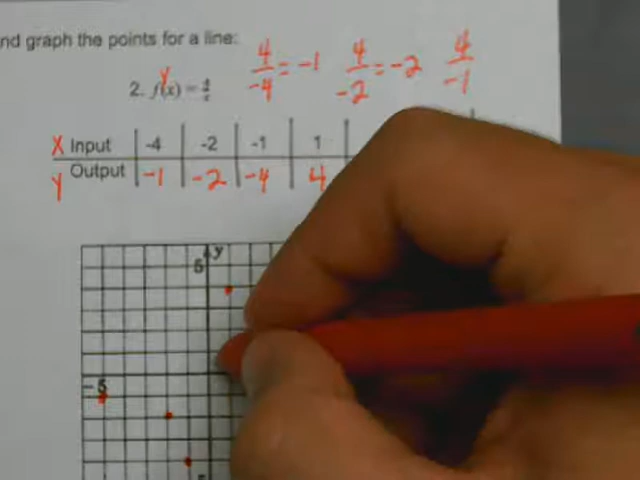 nd graph the points for a line:
4/-4 = -1 4/-2 = -2 4/-1
2. f(x) = 4/x
y
x Input -4 -2 -1 1
y Output -1 -2 -4 4
y
5
-5